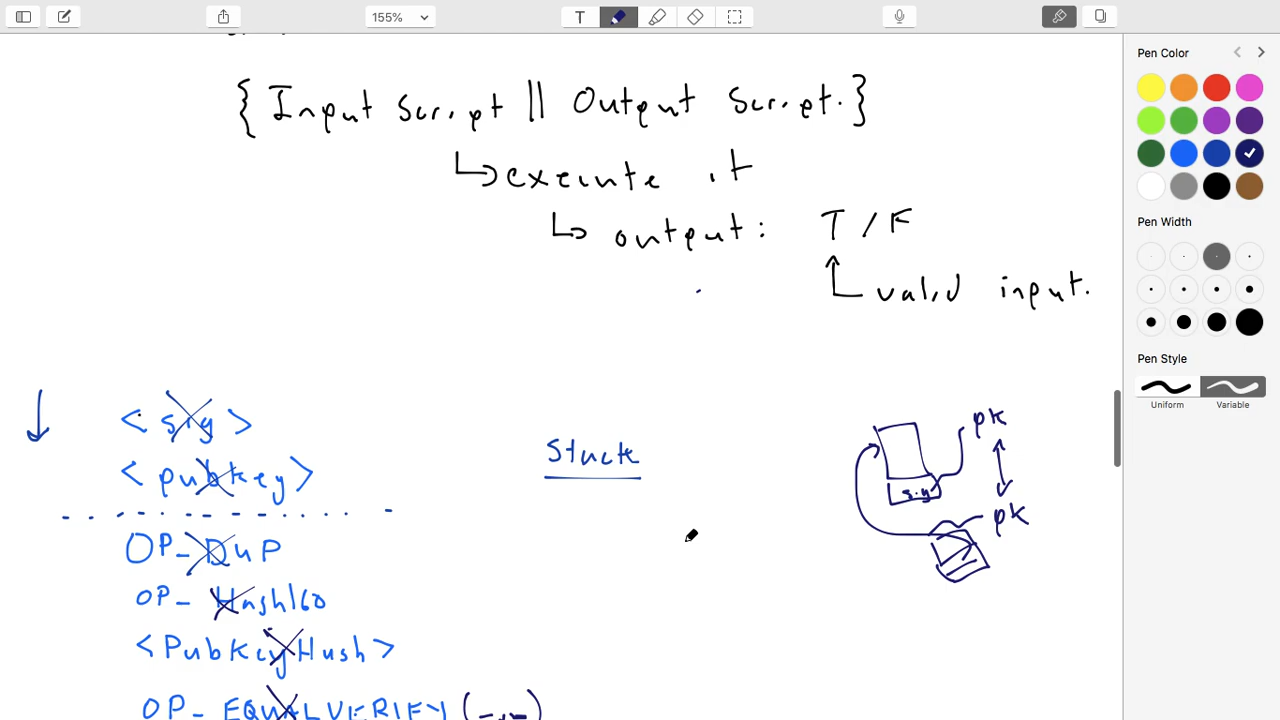 155%
T
Pen Color
{ Input Script || Output Script. }
execute it
output: T / F
valid input.
Pen Width
Pen Style
Uniform
Variable
< sig >
< pubkey >
Stack
pk
sig
pk
OP_DUP
OP_Hash160
<PubKeyHush>
OP_EQUALVERIFY